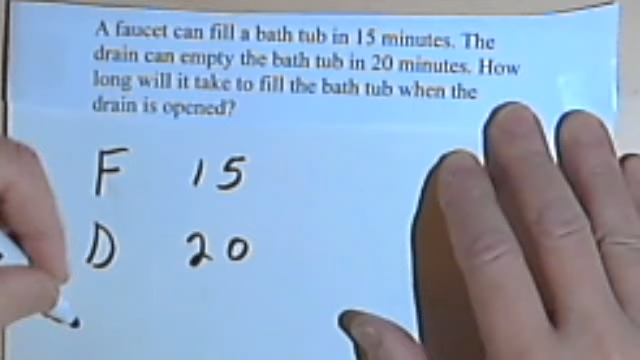 A faucet can fill a bath tub in 15 minutes. The
drain can empty the bath tub in 20 minutes. How
long will it take to fill the bath tub when the
drain is opened?
F 15
D 20